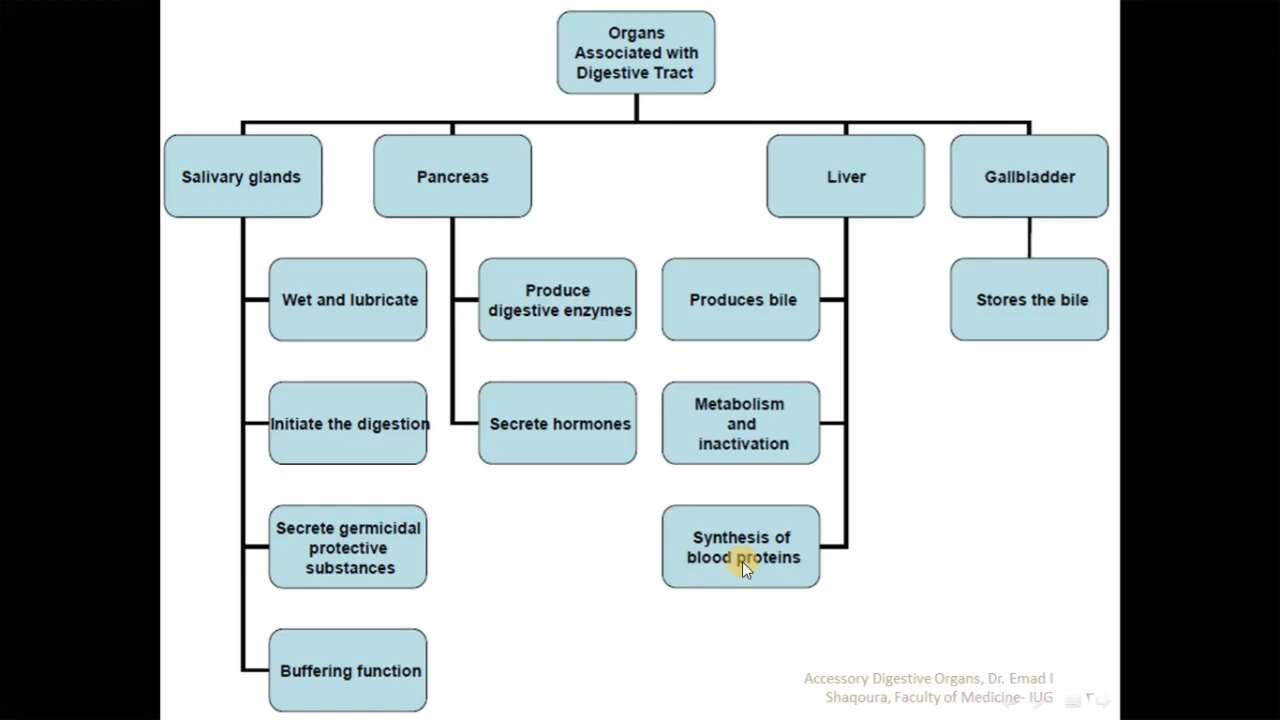 Organs
Associated with
Digestive Tract
Salivary glands
Pancreas
Liver
Gallbladder
Wet and lubricate
Produce
digestive enzymes
Produces bile
Stores the bile
Initiate the digestion
Secrete hormones
Metabolism
and
inactivation
Secrete germicidal
protective
substances
Synthesis of
blood proteins
Buffering function
Accessory Digestive Organs, Dr. Emad I
Shaqoura, Faculty of Medicine- IUG
٣